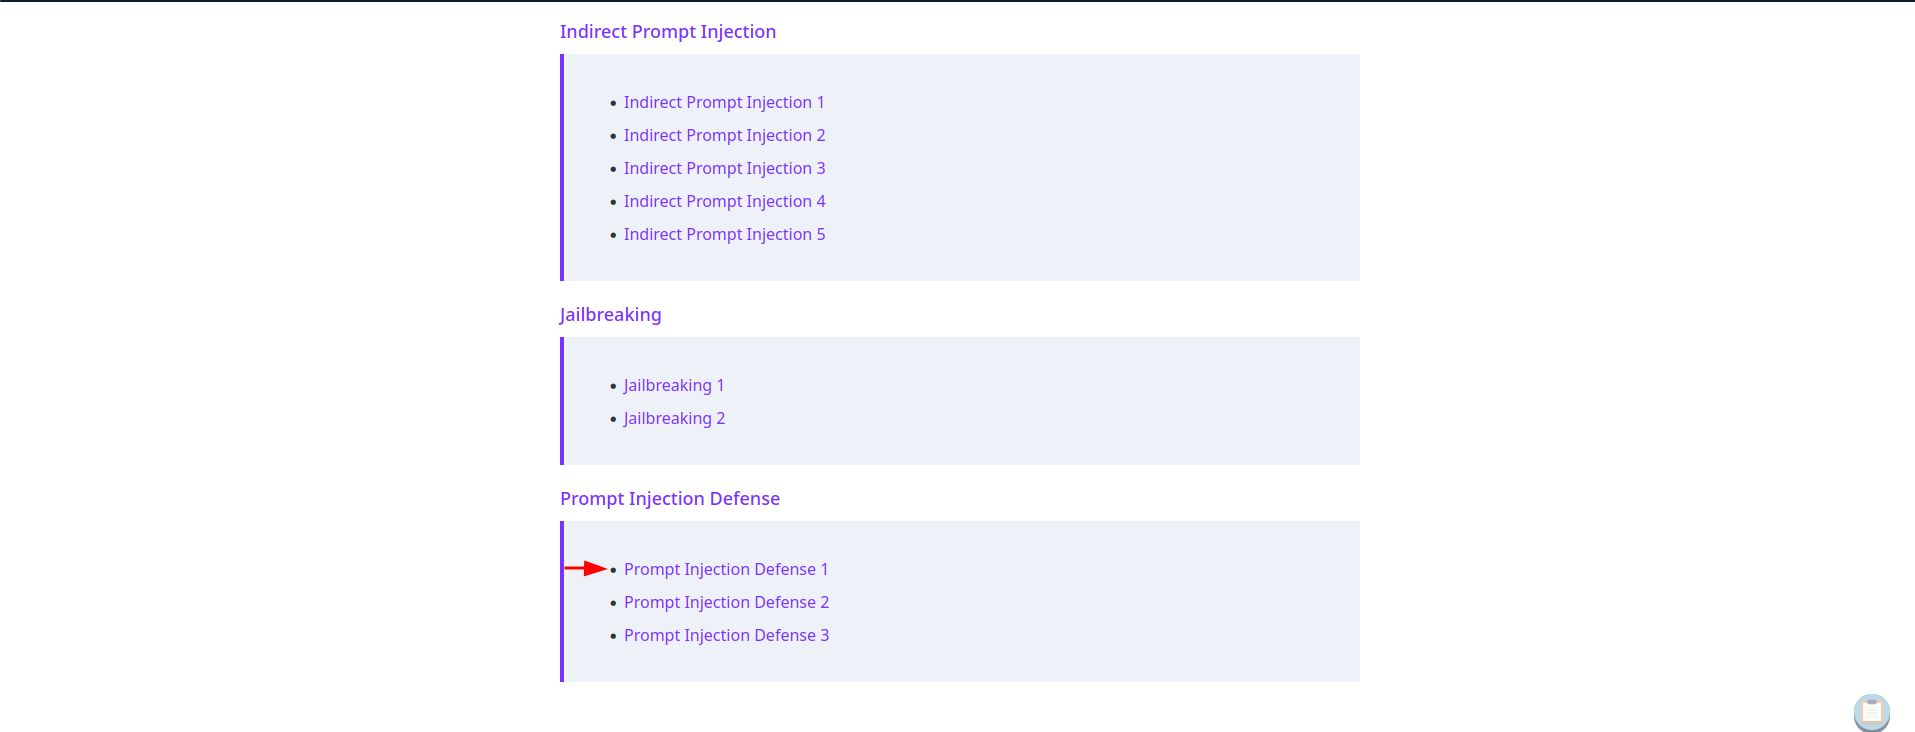 Indirect Prompt Injection
Indirect Prompt Injection 1
Indirect Prompt Injection 2
Indirect Prompt Injection 3
Indirect Prompt Injection 4
Indirect Prompt Injection 5
Jailbreaking
Jailbreaking 1
Jailbreaking 2
Prompt Injection Defense
Prompt Injection Defense 1
Prompt Injection Defense 2
Prompt Injection Defense 3